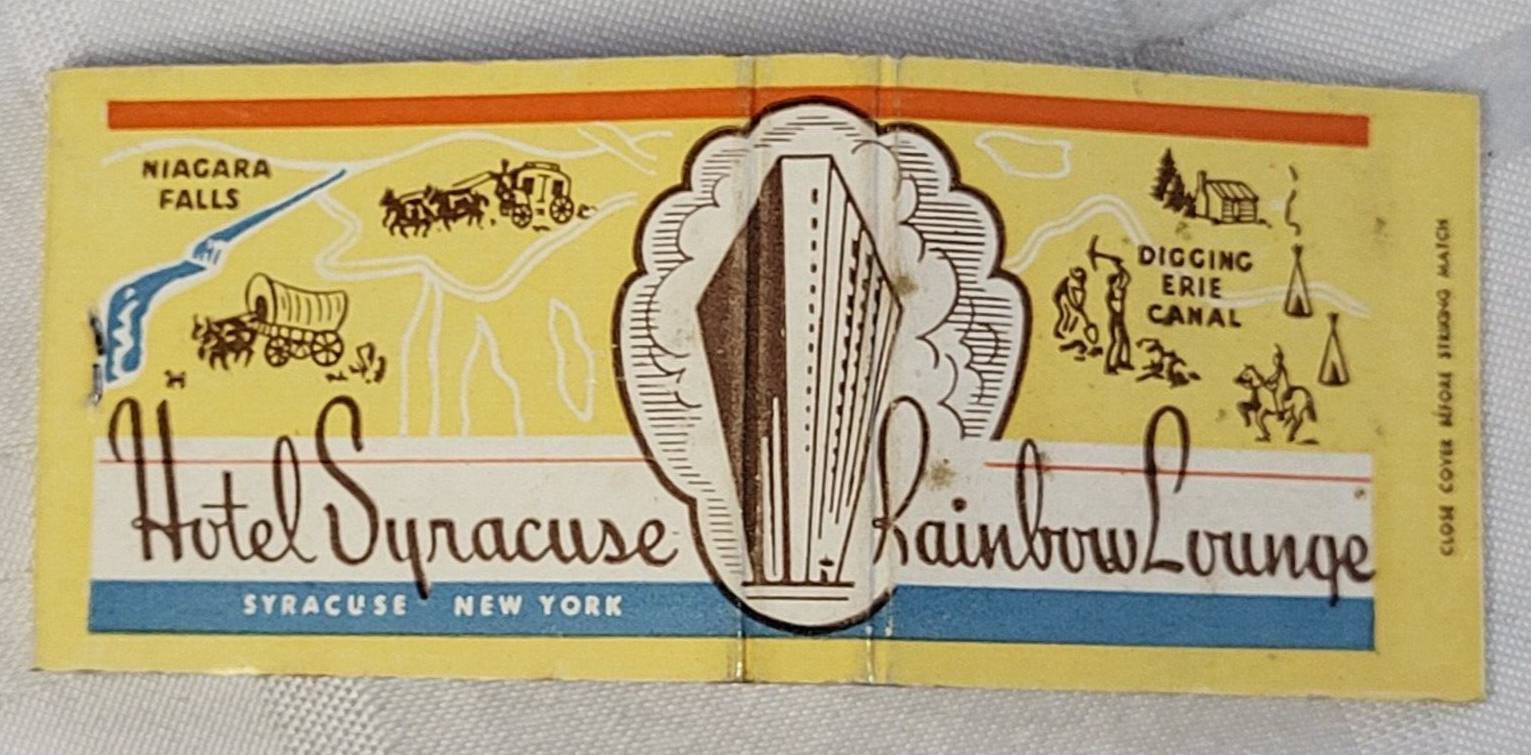 NIAGARA
FALLS
DIGGING
ERIE
CANAL
Hotel Syracuse
Rainbow Lounge
SYRACUSE NEW YORK
CLOSE COVER BEFORE STRIKING MATCH